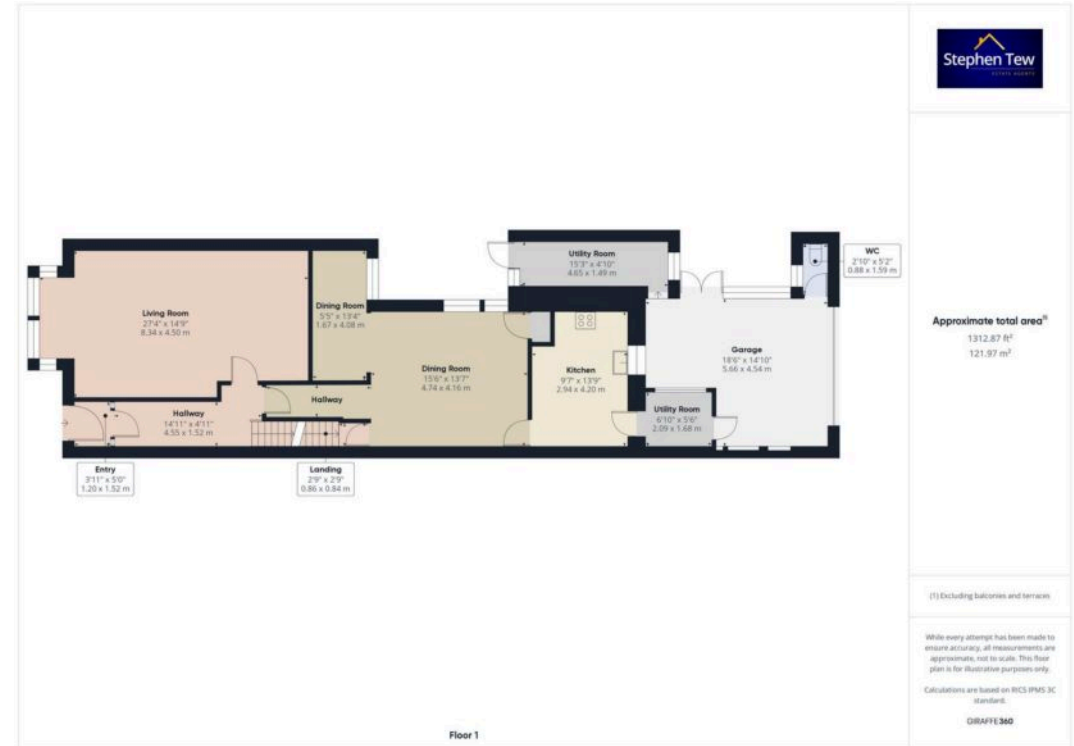 Stephen Tew
ESTATE AGENTS
Utility Room
15'3" x 4'10"
4.65 x 1.49 m
WC
2'10" x 5'2"
0.88 x 1.59 m
Living Room
27'4" x 14'9"
8.34 x 4.50 m
Dining Room
5'5" x 13'4"
1.67 x 4.08 m
Dining Room
15'6" x 13'7"
4.74 x 4.16 m
Kitchen
9'7" x 13'9"
2.94 x 4.20 m
Garage
18'6" x 14'10"
5.66 x 4.54 m
Hallway
Hallway
14'11" x 4'11"
4.55 x 1.52 m
Utility Room
6'10" x 5'6"
2.09 x 1.68 m
Entry
3'11" x 5'0"
1.20 x 1.52 m
Landing
2'9" x 2'9"
0.86 x 0.84 m
Floor 1
Approximate total area⁽¹⁾
1312.87 ft²
121.97 m²
(1) Excluding balconies and terraces
While every attempt has been made to
ensure accuracy, all measurements are
approximate, not to scale. This floor
plan is for illustrative purposes only.
Calculations are based on RICS IPMS 3C
standard.
GIRAFFE360